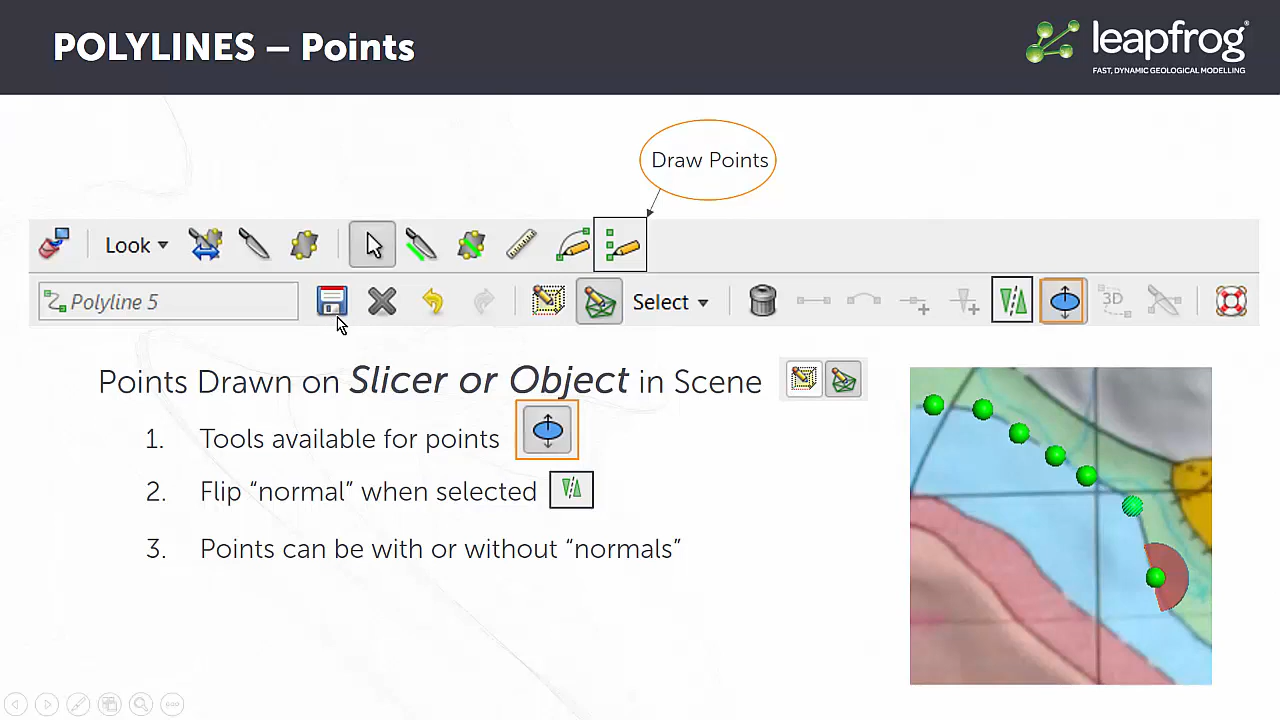 POLYLINES – Points
leapfrog®
FAST, DYNAMIC GEOLOGICAL MODELLING
Draw Points
Look
Polyline 5
Select
3D
Points Drawn on Slicer or Object in Scene
1. Tools available for points
2. Flip “normal” when selected
3. Points can be with or without “normals”